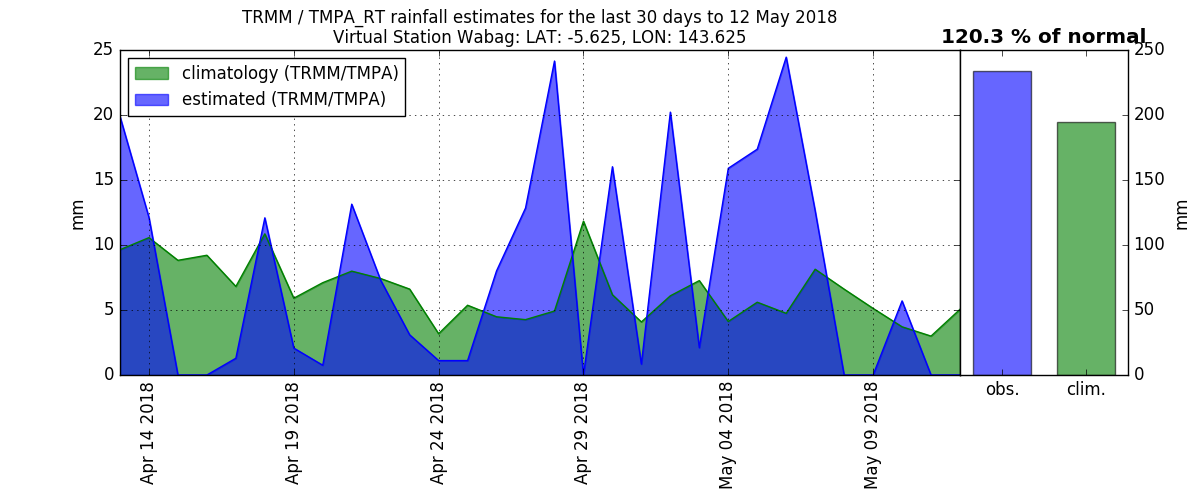 TRMM / TMPA_RT rainfall estimates for the last 30 days to 12 May 2018
Virtual Station Wabag: LAT: -5.625, LON: 143.625
120.3 % of normal
climatology (TRMM/TMPA)
estimated (TRMM/TMPA)
25
20
15
10
5
0
mm
Apr 14 2018
Apr 19 2018
Apr 24 2018
Apr 29 2018
May 04 2018
May 09 2018
250
200
150
100
50
0
mm
obs.
clim.